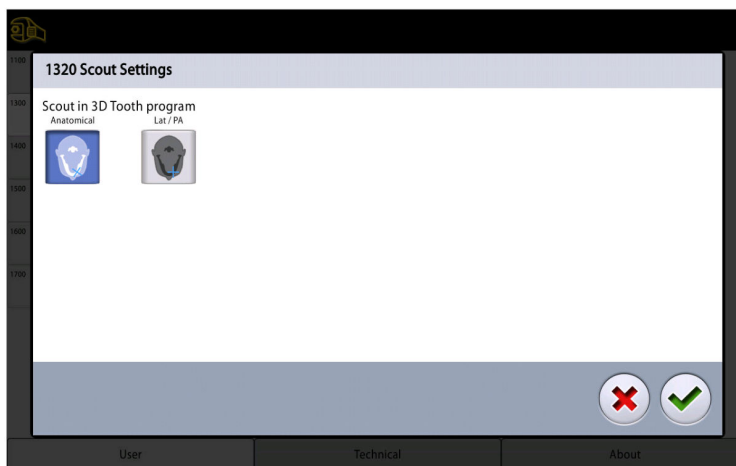 1320 Scout Settings
1100
1300
Scout in 3D Tooth program
Anatomical Lat / PA
1400
1500
1600
1700
User Technical About